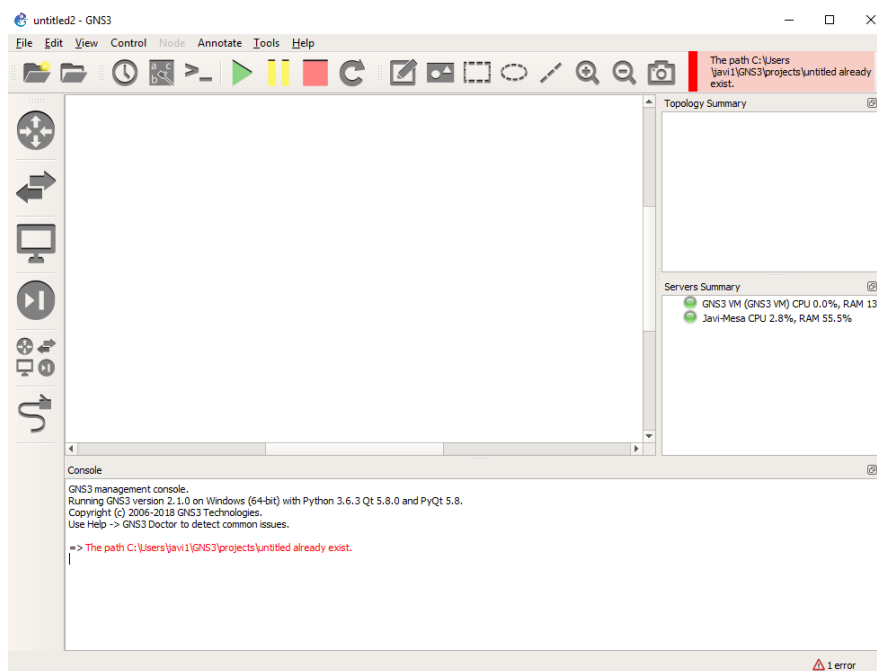 untitled2 - GNS3
File Edit View Control Node Annotate Tools Help
The path C:\Users
\javi1\GNS3\projects\untitled already
exist.
Topology Summary
Servers Summary
GNS3 VM (GNS3 VM) CPU 0.0%, RAM 13
Javi-Mesa CPU 2.8%, RAM 55.5%
Console
GNS3 management console.
Running GNS3 version 2.1.0 on Windows (64-bit) with Python 3.6.3 Qt 5.8.0 and PyQt 5.8.
Copyright (c) 2006-2018 GNS3 Technologies.
Use Help -> GNS3 Doctor to detect common issues.
=> The path C:\Users\javi1\GNS3\projects\untitled already exist.
1 error